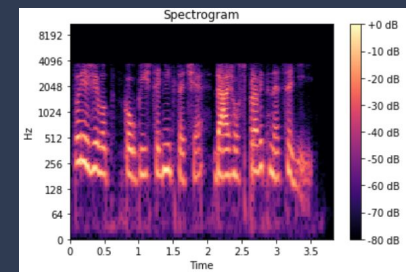 Spectrogram
8192
4096
2048
1024
512
256
128
64
0
Hz
0 0.5 1 1.5 2 2.5 3 3.5
Time
+0 dB
-10 dB
-20 dB
-30 dB
-40 dB
-50 dB
-60 dB
-70 dB
-80 dB